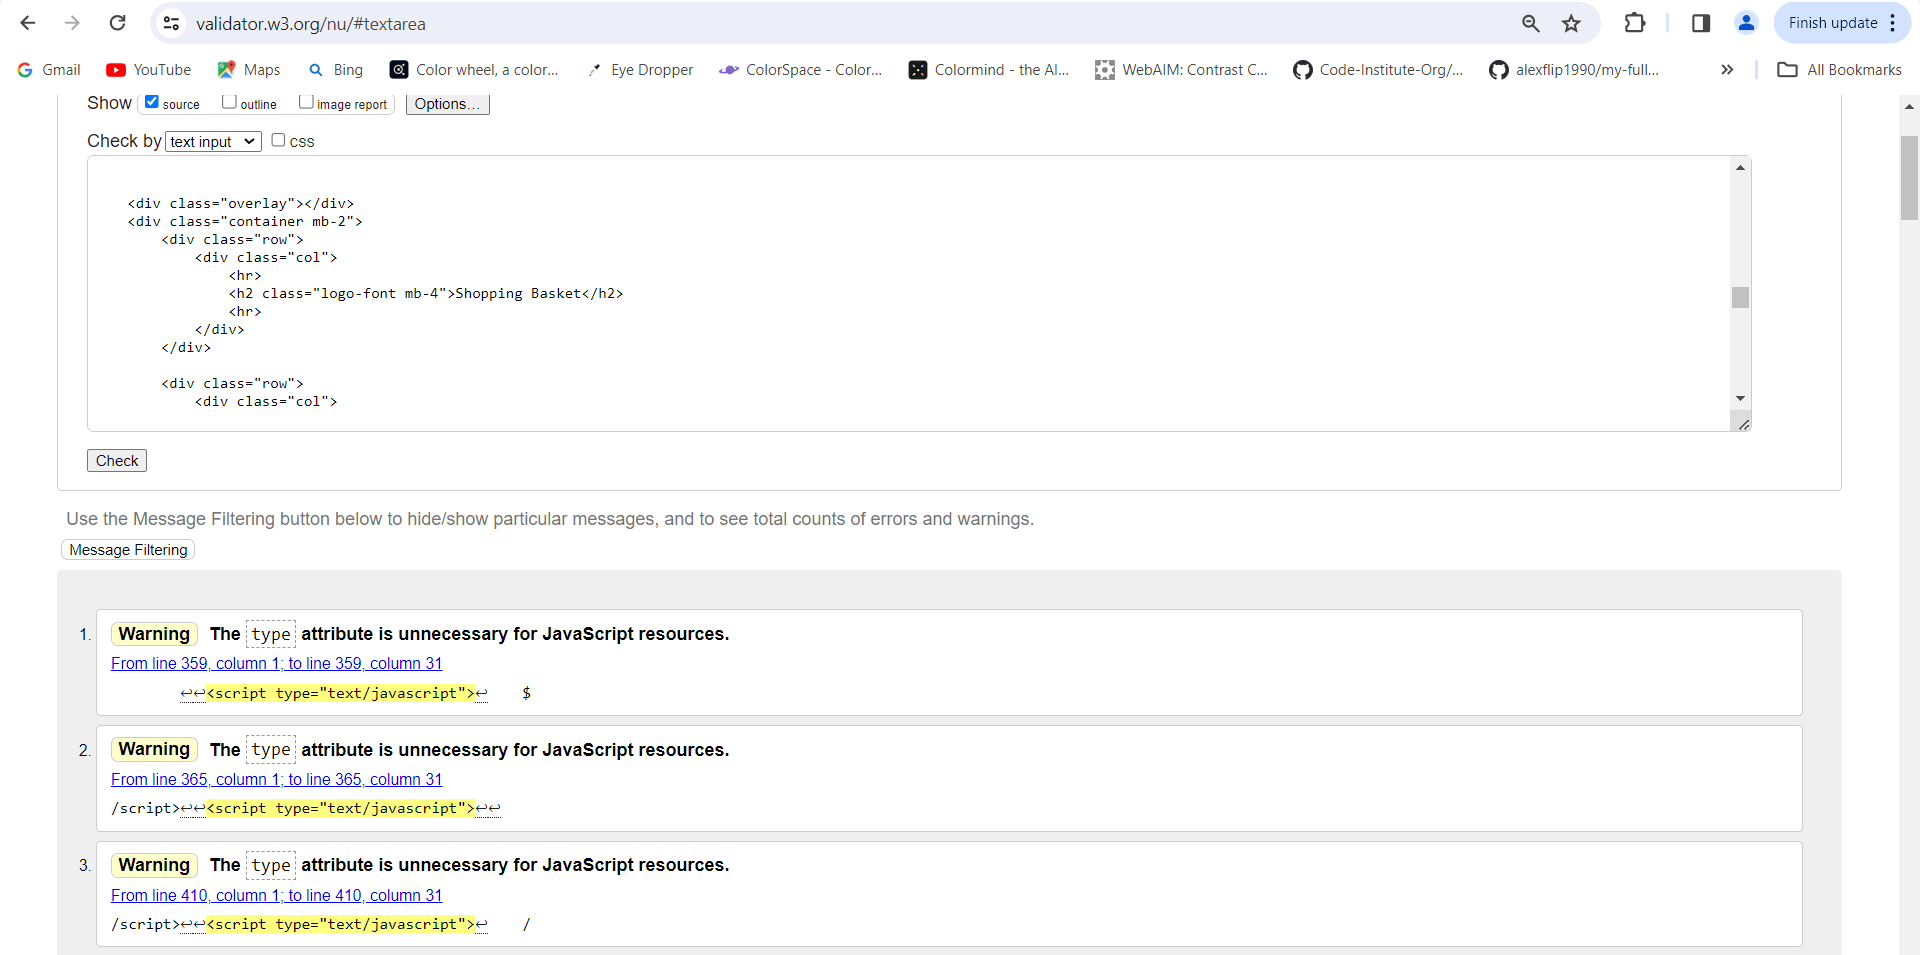 validator.w3.org/nu/#textarea
Finish update
Gmail YouTube Maps Bing Color wheel, a color... Eye Dropper ColorSpace - Color... Colormind - the AI... WebAIM: Contrast C... Code-Institute-Org/... alexflip1990/my-full... » All Bookmarks
Show source outline image report Options...
Check by text input css
<div class="overlay"></div>
<div class="container mb-2">
<div class="row">
<div class="col">
<hr>
<h2 class="logo-font mb-4">Shopping Basket</h2>
<hr>
</div>
</div>
<div class="row">
<div class="col">
Check
Use the Message Filtering button below to hide/show particular messages, and to see total counts of errors and warnings.
Message Filtering
1. Warning The type attribute is unnecessary for JavaScript resources.
From line 359, column 1; to line 359, column 31
↩↩<script type="text/javascript">↩ $
2. Warning The type attribute is unnecessary for JavaScript resources.
From line 365, column 1; to line 365, column 31
/script>↩↩<script type="text/javascript">↩↩
3. Warning The type attribute is unnecessary for JavaScript resources.
From line 410, column 1; to line 410, column 31
/script>↩↩<script type="text/javascript">↩ /